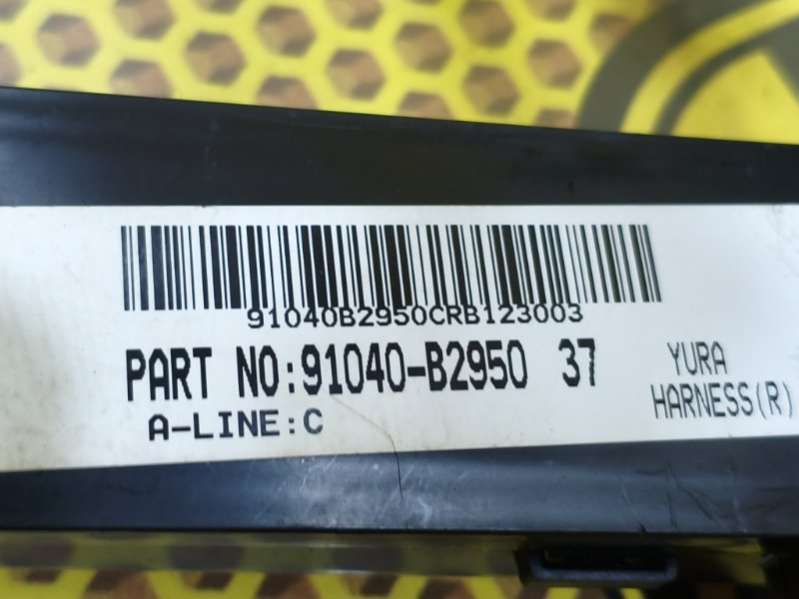 91040B2950CRB123003
PART NO:91040-B2950 37
A-LINE:C
YURA
HARNESS(R)